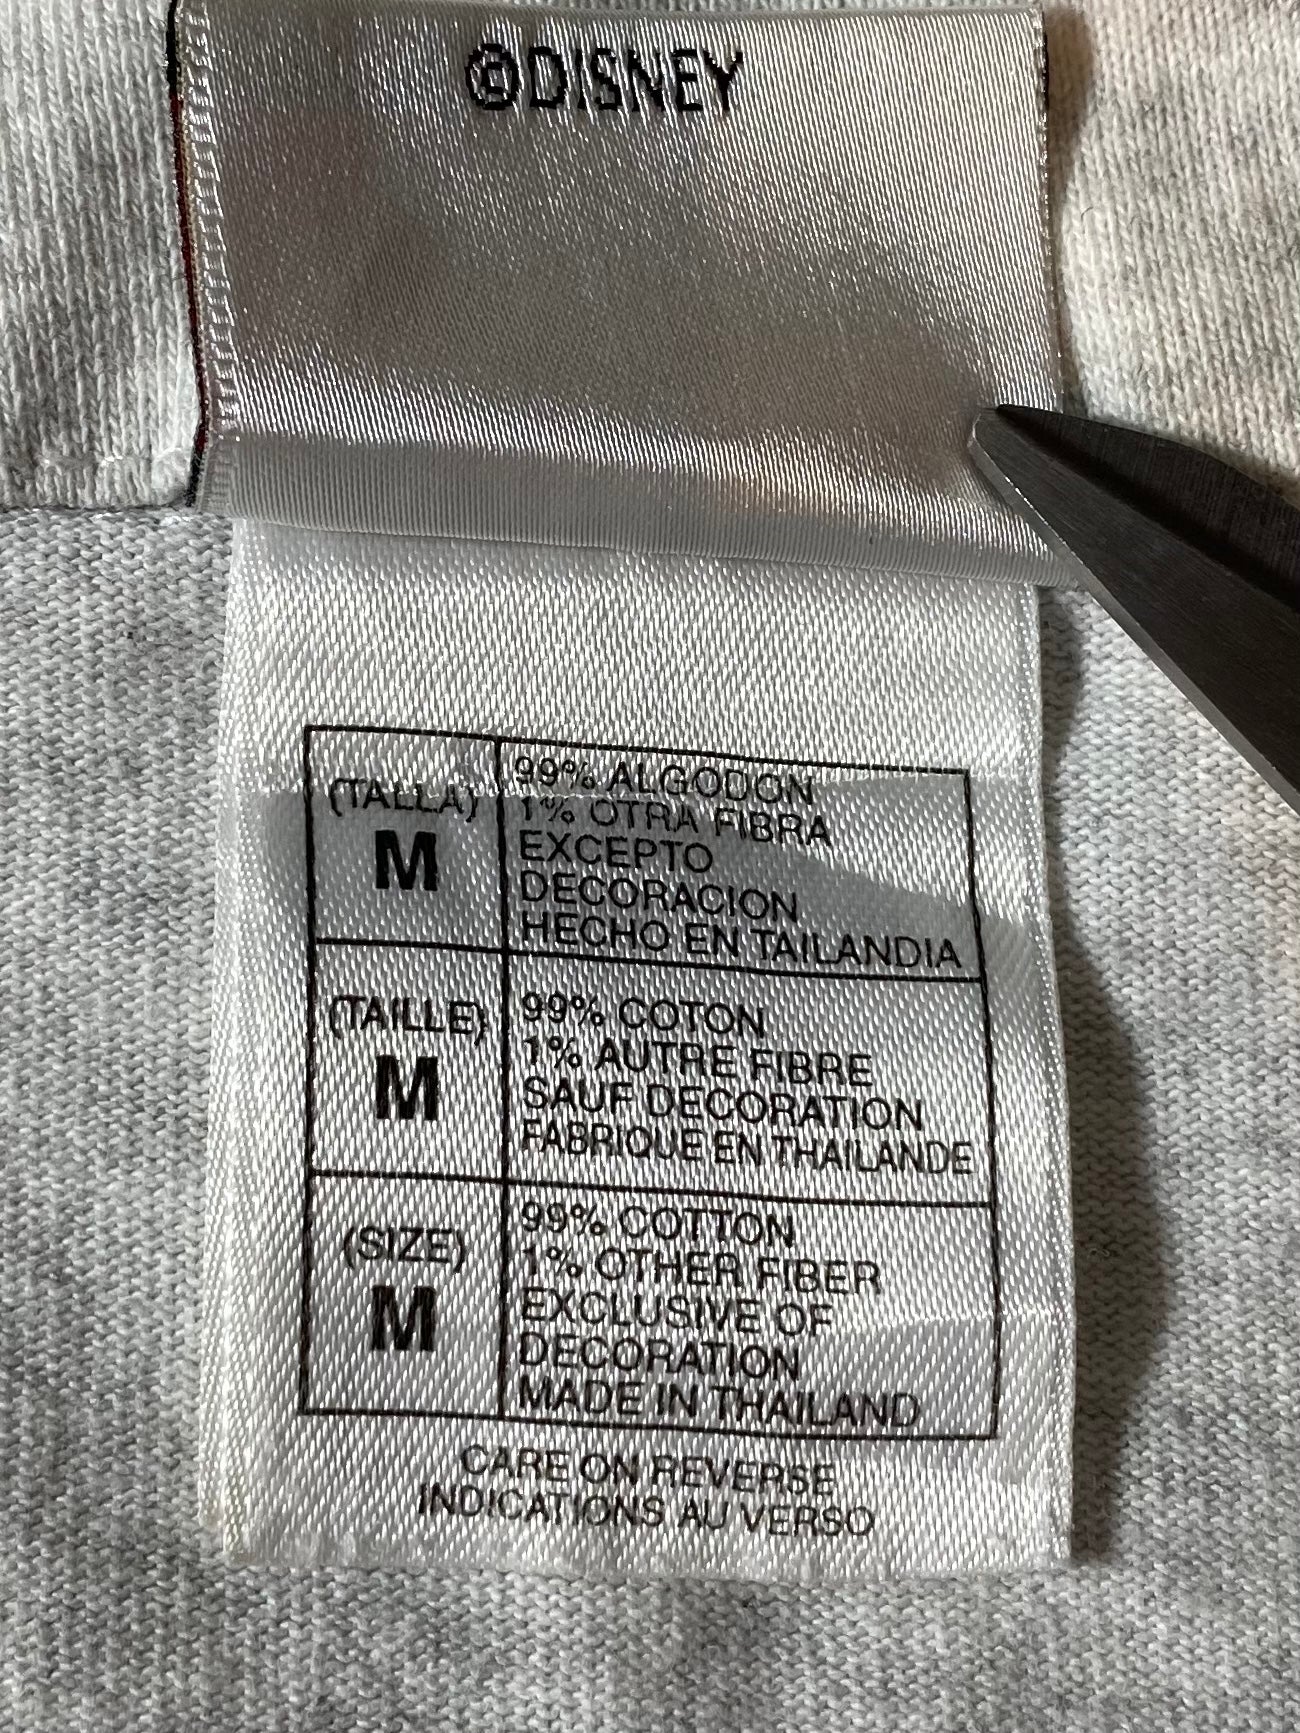 ©DISNEY
(TALLA)
M
99% ALGODON
1% OTRA FIBRA
EXCEPTO
DECORACION
HECHO EN TAILANDIA
(TAILLE)
M
99% COTON
1% AUTRE FIBRE
SAUF DECORATION
FABRIQUE EN THAILANDE
(SIZE)
M
99% COTTON
1% OTHER FIBER
EXCLUSIVE OF
DECORATION
MADE IN THAILAND
CARE ON REVERSE
INDICATIONS AU VERSO